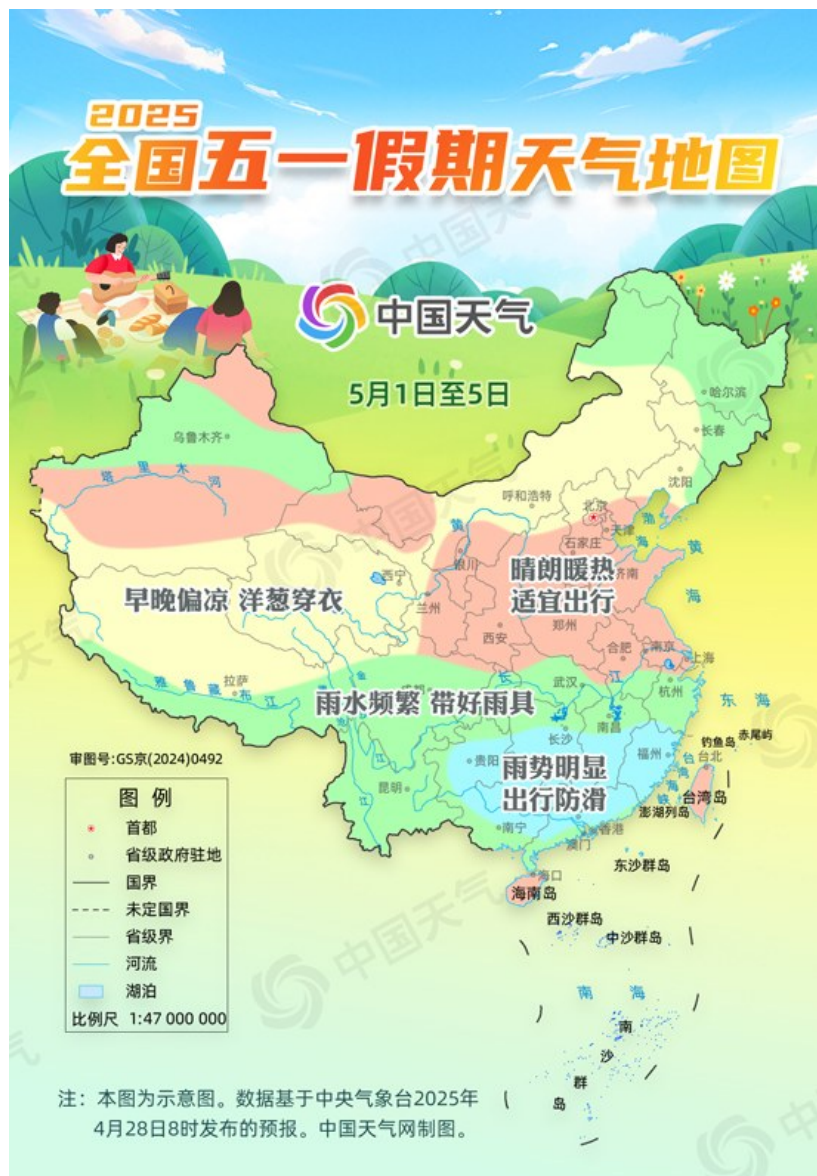 2025
全国五一假期天气地图
中国天气
5月1日至5日
哈尔滨
长春
乌鲁木齐
沈阳
塔里木河
呼和浩特
北京
天津
渤海
黄
石家庄
银川
济南
黄海
西宁
兰州
早晚偏凉 洋葱穿衣
晴朗暖热
适宜出行
郑州
西安
合肥
南京
上海
拉萨
雅鲁藏布江
金
江
成都
长江
武汉
杭州
雨水频繁 带好雨具
东海
南昌
长沙
钓鱼岛
赤尾屿
审图号:GS京(2024)0492
贵阳
福州
台北
雨势明显
出行防滑
台湾海峡
昆明
台湾岛
澎湖列岛
南宁
香港
澳门
东沙群岛
海口
海南岛
西沙群岛
中沙群岛
南海
南沙群岛
图 例
首都
省级政府驻地
国界
未定国界
省级界
河流
湖泊
比例尺 1:47 000 000
注：本图为示意图。数据基于中央气象台2025年
4月28日8时发布的预报。中国天气网制图。